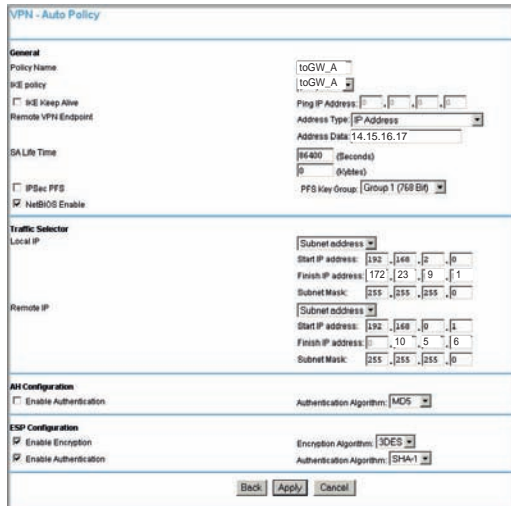 VPN - Auto Policy
General
Policy Name toGW_A
IKE policy toGW_A
IKE Keep Alive Ping IP Address: 0 . 0 . 0 . 0
Remote VPN Endpoint Address Type: IP Address
Address Data: 14.15.16.17
SA Life Time 86400 (Seconds)
0 (Kbytes)
IPSec PFS PFS Key Group: Group 1 (768 Bit)
NetBIOS Enable
Traffic Selector
Local IP Subnet address
Start IP address: 192 . 168 . 2 . 0
Finish IP address: 172 . 23 . 9 . 1
Subnet Mask: 255 . 255 . 255 . 0
Remote IP Subnet address
Start IP address: 192 . 168 . 0 . 1
Finish IP address: 0 . 10 . 5 . 6
Subnet Mask: 255 . 255 . 255 . 0
AH Configuration
Enable Authentication Authentication Algorithm: MD5
ESP Configuration
Enable Encryption Encryption Algorithm: 3DES
Enable Authentication Authentication Algorithm: SHA-1
Back Apply Cancel